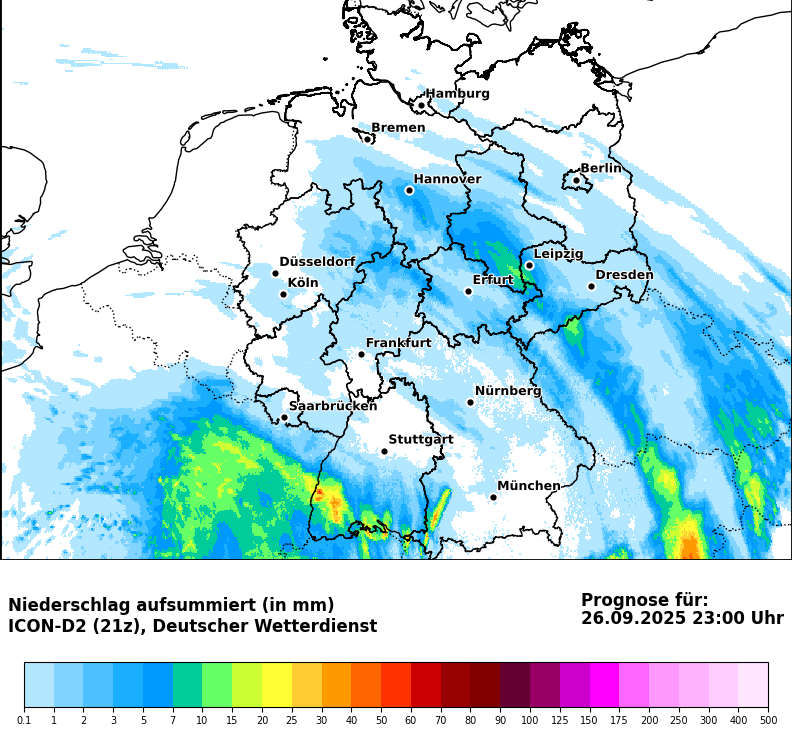 Hamburg
Bremen
Berlin
Hannover
Leipzig
Düsseldorf
Dresden
Erfurt
Köln
Frankfurt
Nürnberg
Saarbrücken
Stuttgart
München
Niederschlag aufsummiert (in mm)
ICON-D2 (21z), Deutscher Wetterdienst
Prognose für:
26.09.2025 23:00 Uhr
0.1 1 2 3 5 7 10 15 20 25 30 40 50 60 70 80 90 100 125 150 175 200 250 300 400 500